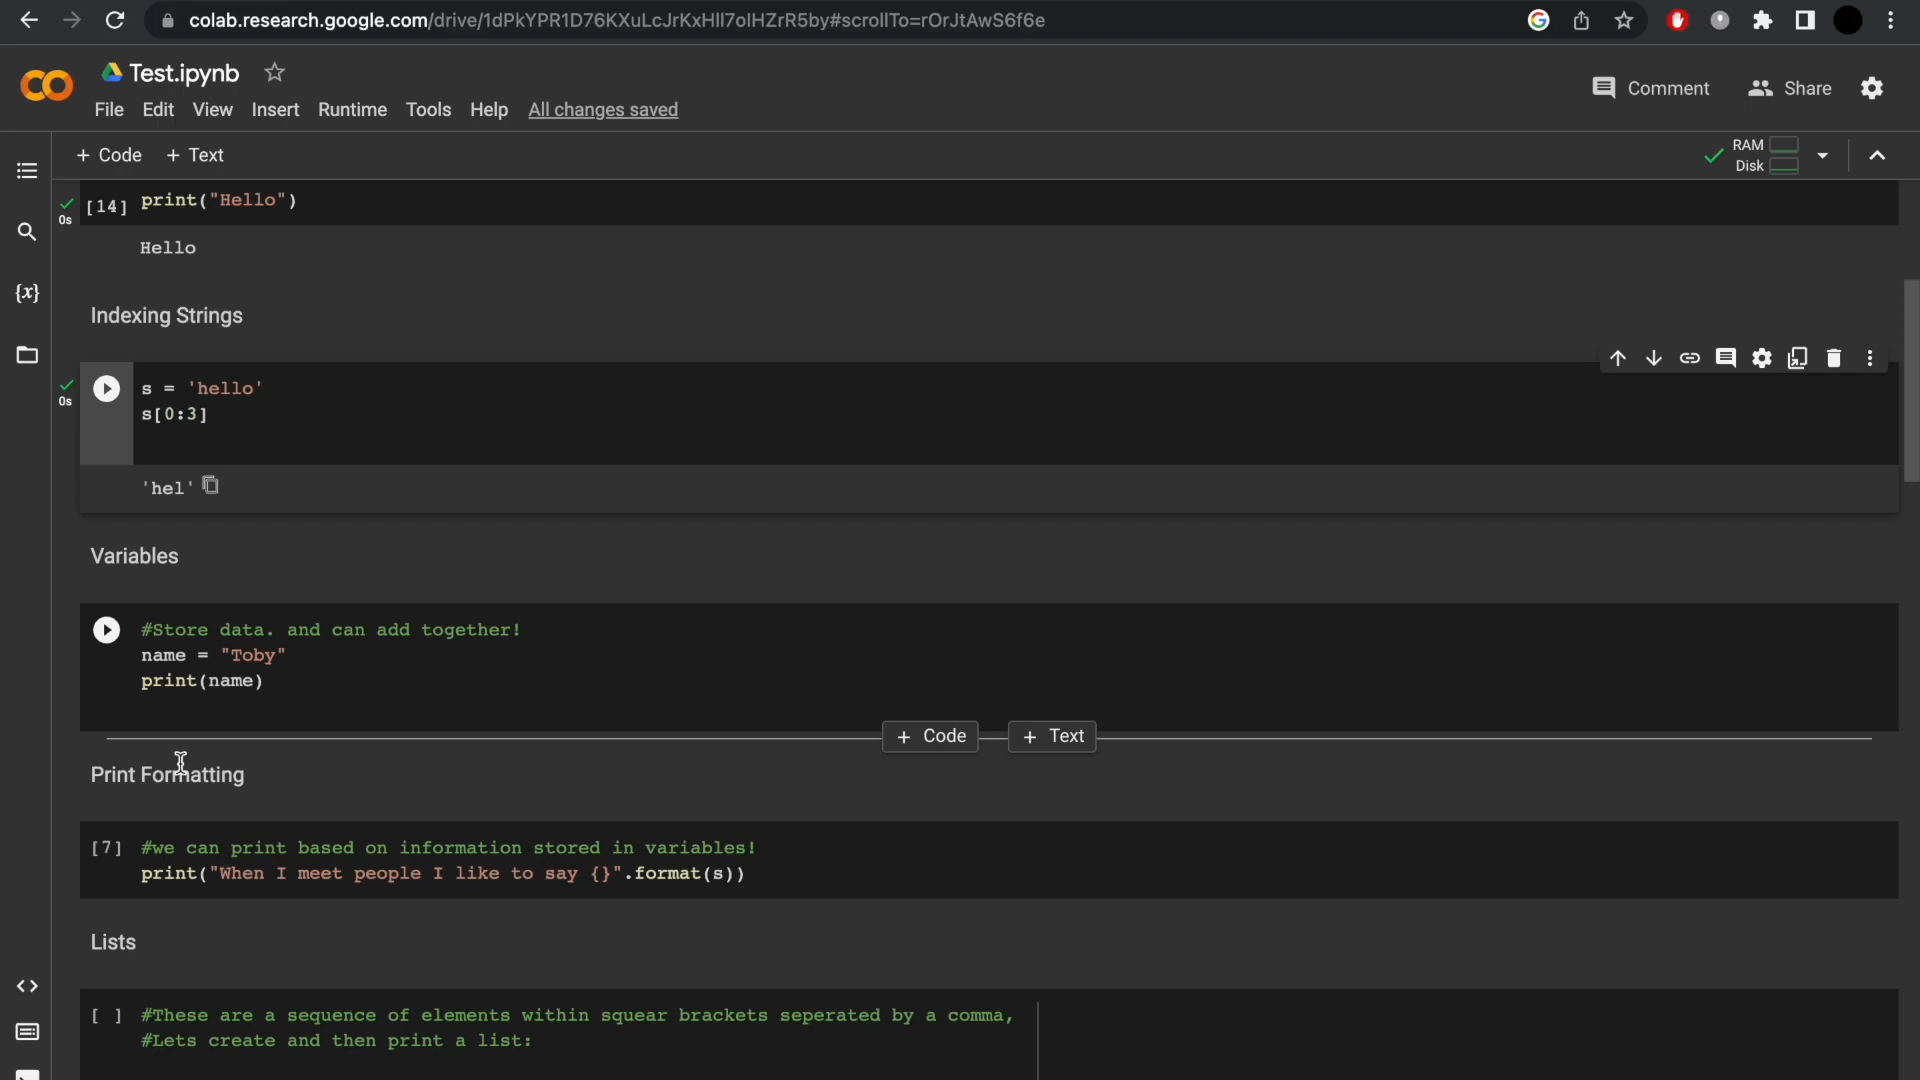 colab.research.google.com/drive/1dPkYPR1D76KXuLcJrKxHII7oIHZrR5by#scrollTo=rOrJtAwS6f6e
Test.ipynb
File Edit View Insert Runtime Tools Help All changes saved
Comment Share
+ Code + Text
RAM
Disk
[14] print("Hello")
0s
Hello
Indexing Strings
s = 'hello'
0s
s[0:3]
'hel'
Variables
#Store data. and can add together!
name = "Toby"
print(name)
+ Code + Text
Print Formatting
[7] #we can print based on information stored in variables!
print("When I meet people I like to say {}".format(s))
Lists
[ ] #These are a sequence of elements within squear brackets seperated by a comma,
#Lets create and then print a list: